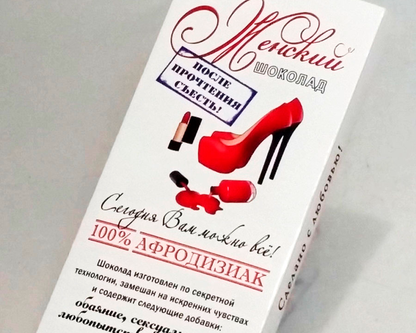 Женский
ШОКОЛАД
ПОСЛЕ
ПРОЧТЕНИЯ
СЪЕСТЬ!
Сегодня Вам можно всё!
100% АФРОДИЗИАК
Шоколад изготовлен по секретной
технологии, замешан на искренних чувствах
и содержит следующие добавки:
обаяние,
Сделано с любовью!